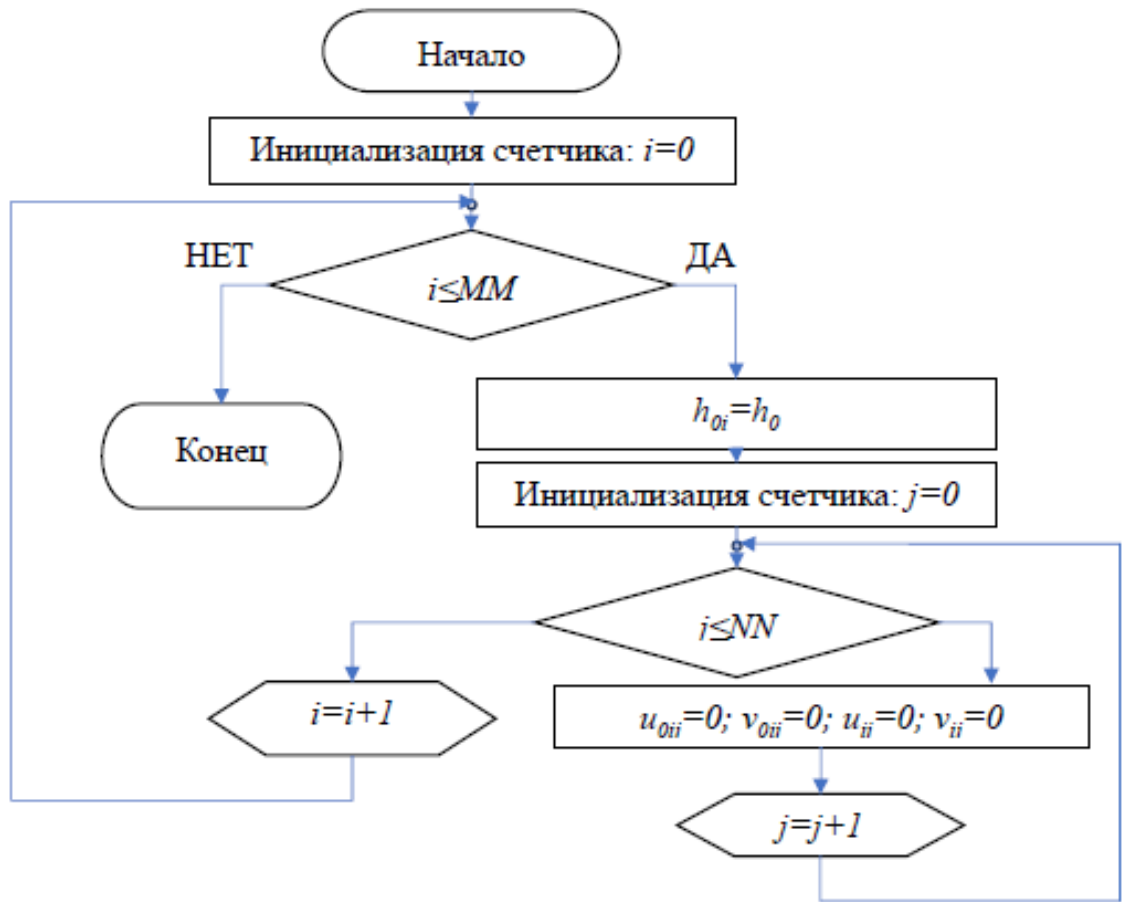 Начало
Инициализация счетчика: i=0
НЕТ
ДА
i≤MM
h₀ᵢ=h₀
Конец
Инициализация счетчика: j=0
j≤NN
i=i+1
u₀ᵢᵢ=0; v₀ᵢᵢ=0; uᵢᵢ=0; vᵢᵢ=0
j=j+1